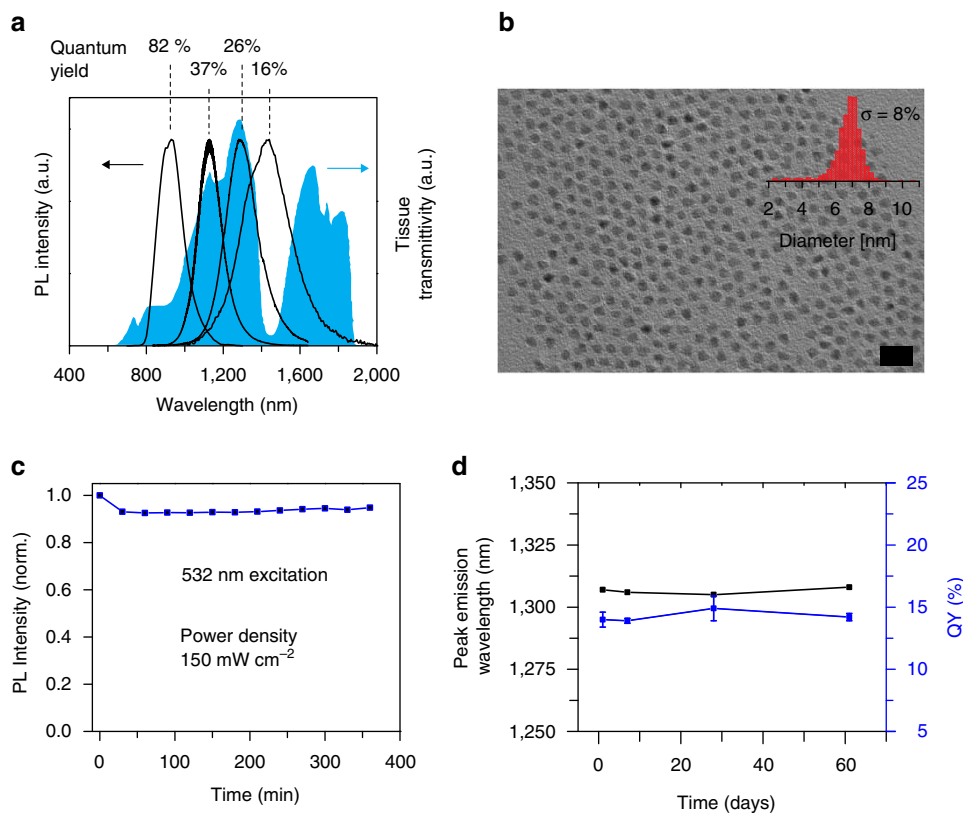 a
Quantum yield
82 %
37%
26%
16%
PL intensity (a.u.)
Tissue transmittivity (a.u.)
400
800
1,200
1,600
2,000
Wavelength (nm)
b
σ = 8%
2
4
6
8
10
Diameter [nm]
c
PL Intensity (norm.)
1.0
0.8
0.6
0.4
0.2
0.0
532 nm excitation
Power density
150 mW cm⁻²
0
100
200
300
400
Time (min)
d
Peak emission wavelength (nm)
1,350
1,325
1,300
1,275
1,250
25
20
15
10
5
QY (%)
0
20
40
60
Time (days)